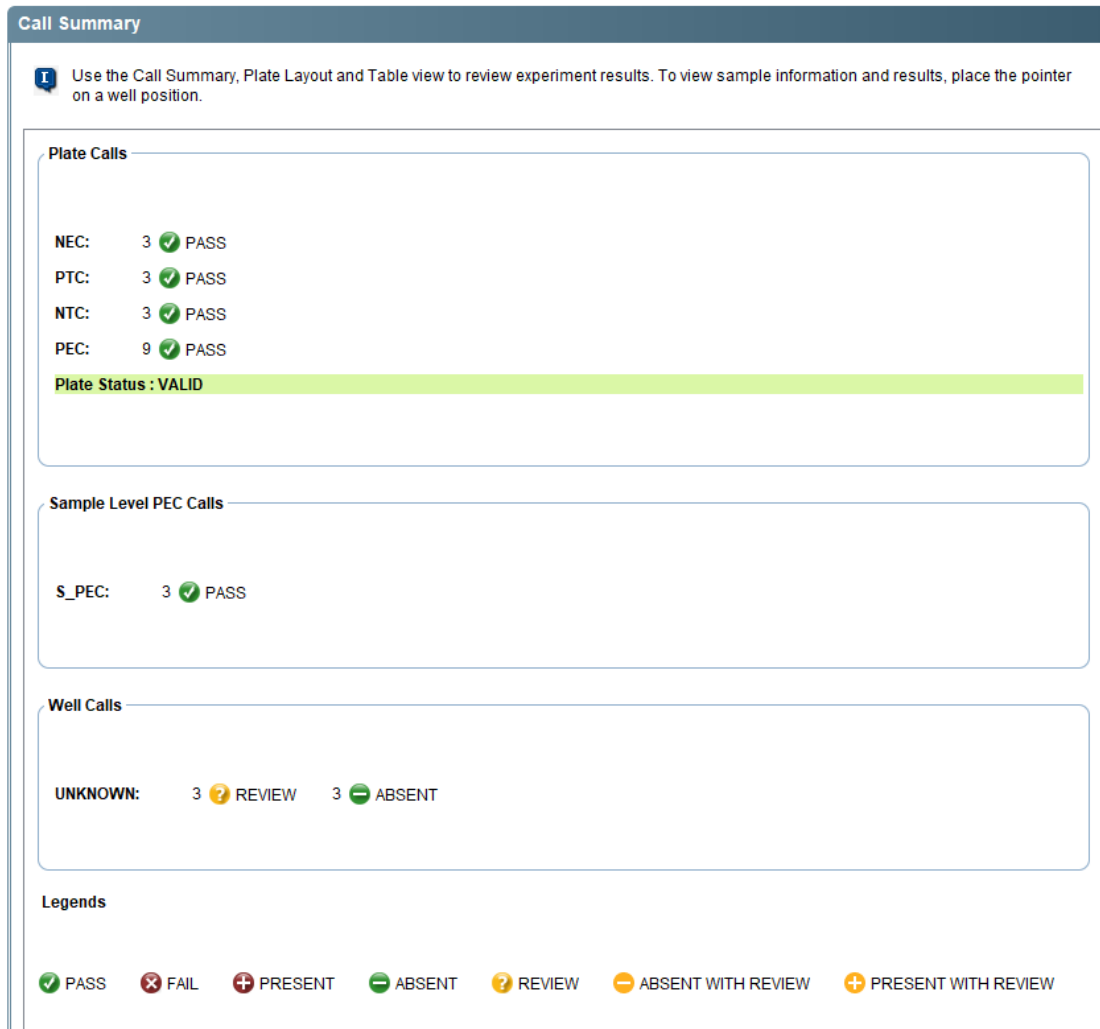 Call Summary
Use the Call Summary, Plate Layout and Table view to review experiment results. To view sample information and results, place the pointer
on a well position.
Plate Calls
NEC: 3 PASS
PTC: 3 PASS
NTC: 3 PASS
PEC: 9 PASS
Plate Status : VALID
Sample Level PEC Calls
S_PEC: 3 PASS
Well Calls
UNKNOWN: 3 REVIEW 3 ABSENT
Legends
PASS FAIL PRESENT ABSENT REVIEW ABSENT WITH REVIEW PRESENT WITH REVIEW